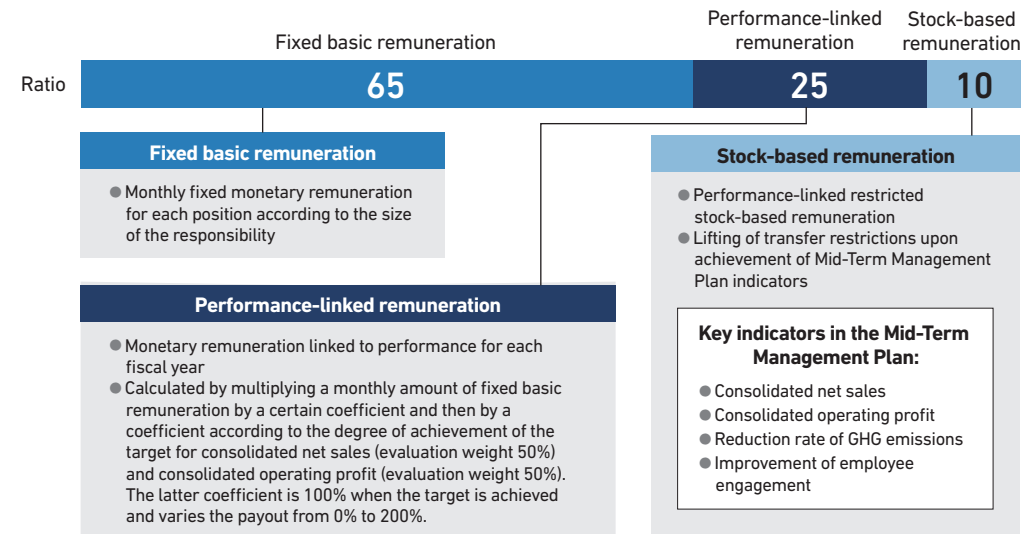 Fixed basic remuneration
Performance-linked
remuneration
Stock-based
remuneration
Ratio
65
25
10
Fixed basic remuneration
● Monthly fixed monetary remuneration
for each position according to the size
of the responsibility
Performance-linked remuneration
● Monetary remuneration linked to performance for each
fiscal year
● Calculated by multiplying a monthly amount of fixed basic
remuneration by a certain coefficient and then by a
coefficient according to the degree of achievement of the
target for consolidated net sales (evaluation weight 50%)
and consolidated operating profit (evaluation weight 50%).
The latter coefficient is 100% when the target is achieved
and varies the payout from 0% to 200%.
Stock-based remuneration
● Performance-linked restricted
stock-based remuneration
● Lifting of transfer restrictions upon
achievement of Mid-Term Management
Plan indicators
Key indicators in the Mid-Term
Management Plan:
● Consolidated net sales
● Consolidated operating profit
● Reduction rate of GHG emissions
● Improvement of employee
engagement